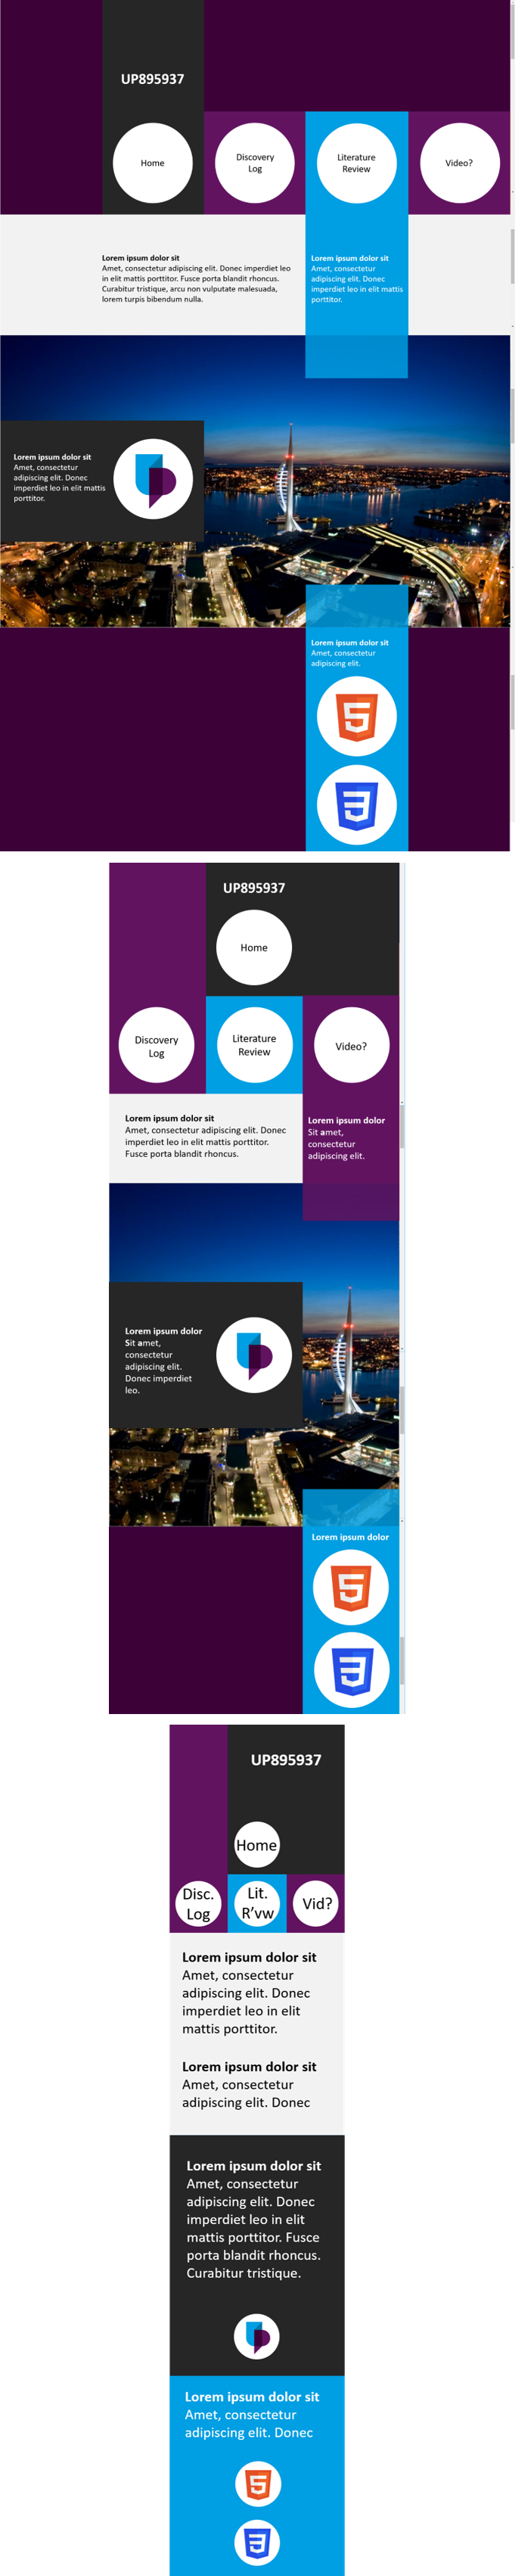 UP895937
Home
Discovery
Log
Literature
Review
Video?
Lorem ipsum dolor sit
Amet, consectetur adipiscing elit. Donec imperdiet leo
in elit mattis porttitor. Fusce porta blandit rhoncus.
Curabitur tristique, arcu non vulputate malesuada,
lorem turpis bibendum nulla.
Lorem ipsum dolor sit
Amet, consectetur
adipiscing elit. Donec
imperdiet leo in elit mattis
porttitor.
Lorem ipsum dolor sit
Amet, consectetur
adipiscing elit. Donec
imperdiet leo in elit mattis
porttitor.
Lorem ipsum dolor sit
Amet, consectetur
adipiscing elit.
UP895937
Home
Discovery
Log
Literature
Review
Video?
Lorem ipsum dolor sit
Amet, consectetur adipiscing elit. Donec
imperdiet leo in elit mattis porttitor.
Fusce porta blandit rhoncus.
Lorem ipsum dolor
Sit amet,
consectetur
adipiscing elit.
Lorem ipsum dolor
Sit amet,
consectetur
adipiscing elit.
Donec imperdiet
leo.
Lorem ipsum dolor
UP895937
Home
Disc.
Log
Lit.
R'vw
Vid?
Lorem ipsum dolor sit
Amet, consectetur
adipiscing elit. Donec
imperdiet leo in elit
mattis porttitor.
Lorem ipsum dolor sit
Amet, consectetur
adipiscing elit. Donec
Lorem ipsum dolor sit
Amet, consectetur
adipiscing elit. Donec
imperdiet leo in elit
mattis porttitor. Fusce
porta blandit rhoncus.
Curabitur tristique.
Lorem ipsum dolor sit
Amet, consectetur
adipiscing elit. Donec